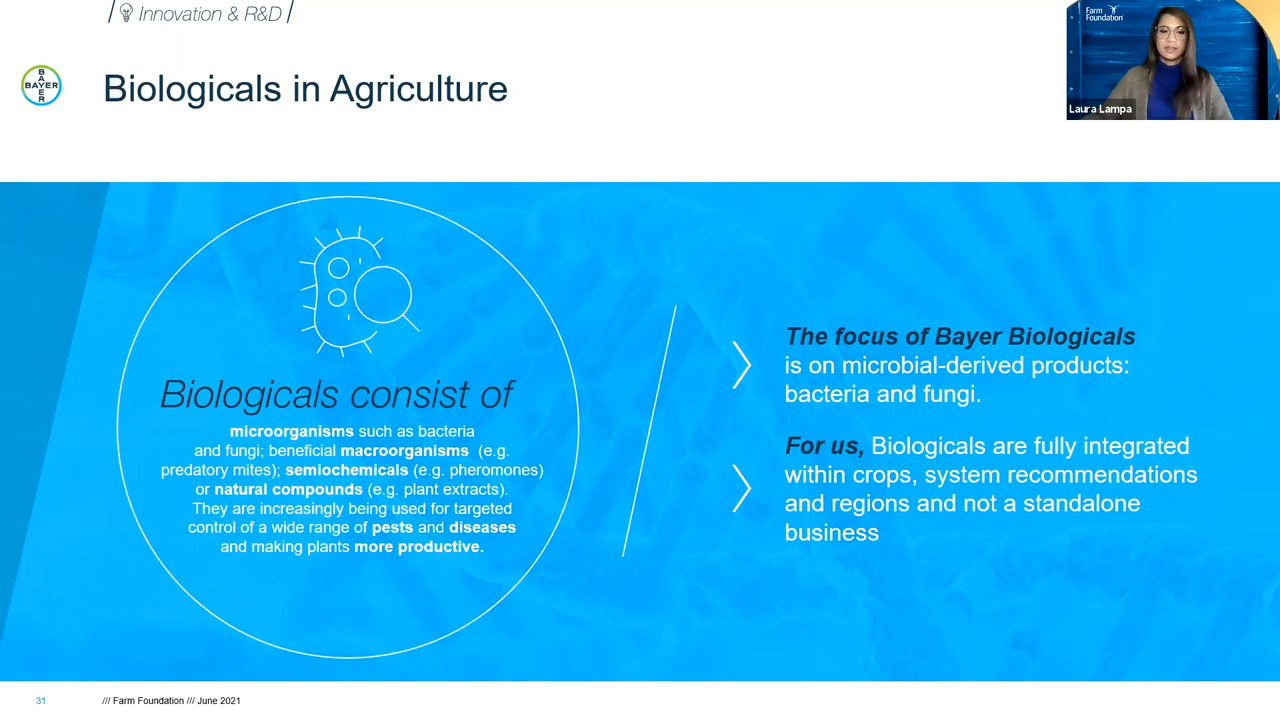 / Innovation & R&D /
Farm
Foundation
Laura Lampa
BAYER
BAYER
Biologicals in Agriculture
Biologicals consist of
microorganisms such as bacteria
and fungi; beneficial macroorganisms (e.g.
predatory mites); semiochemicals (e.g. pheromones)
or natural compounds (e.g. plant extracts).
They are increasingly being used for targeted
control of a wide range of pests and diseases
and making plants more productive.
The focus of Bayer Biologicals
is on microbial-derived products:
bacteria and fungi.
For us, Biologicals are fully integrated
within crops, system recommendations
and regions and not a standalone
business
31
/// Farm Foundation /// June 2021